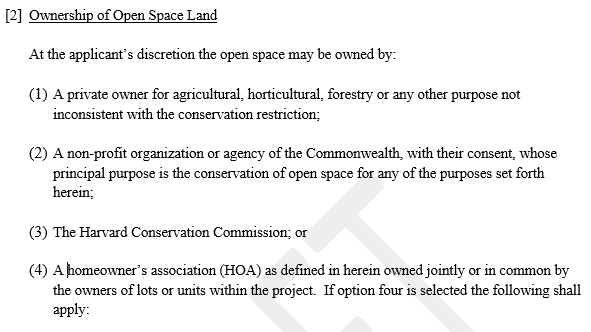 [2] Ownership of Open Space Land
At the applicant's discretion the open space may be owned by:
(1) A private owner for agricultural, horticultural, forestry or any other purpose not
inconsistent with the conservation restriction;
(2) A non-profit organization or agency of the Commonwealth, with their consent, whose
principal purpose is the conservation of open space for any of the purposes set forth
herein;
(3) The Harvard Conservation Commission; or
(4) A homeowner's association (HOA) as defined in herein owned jointly or in common by
the owners of lots or units within the project.  If option four is selected the following shall
apply: